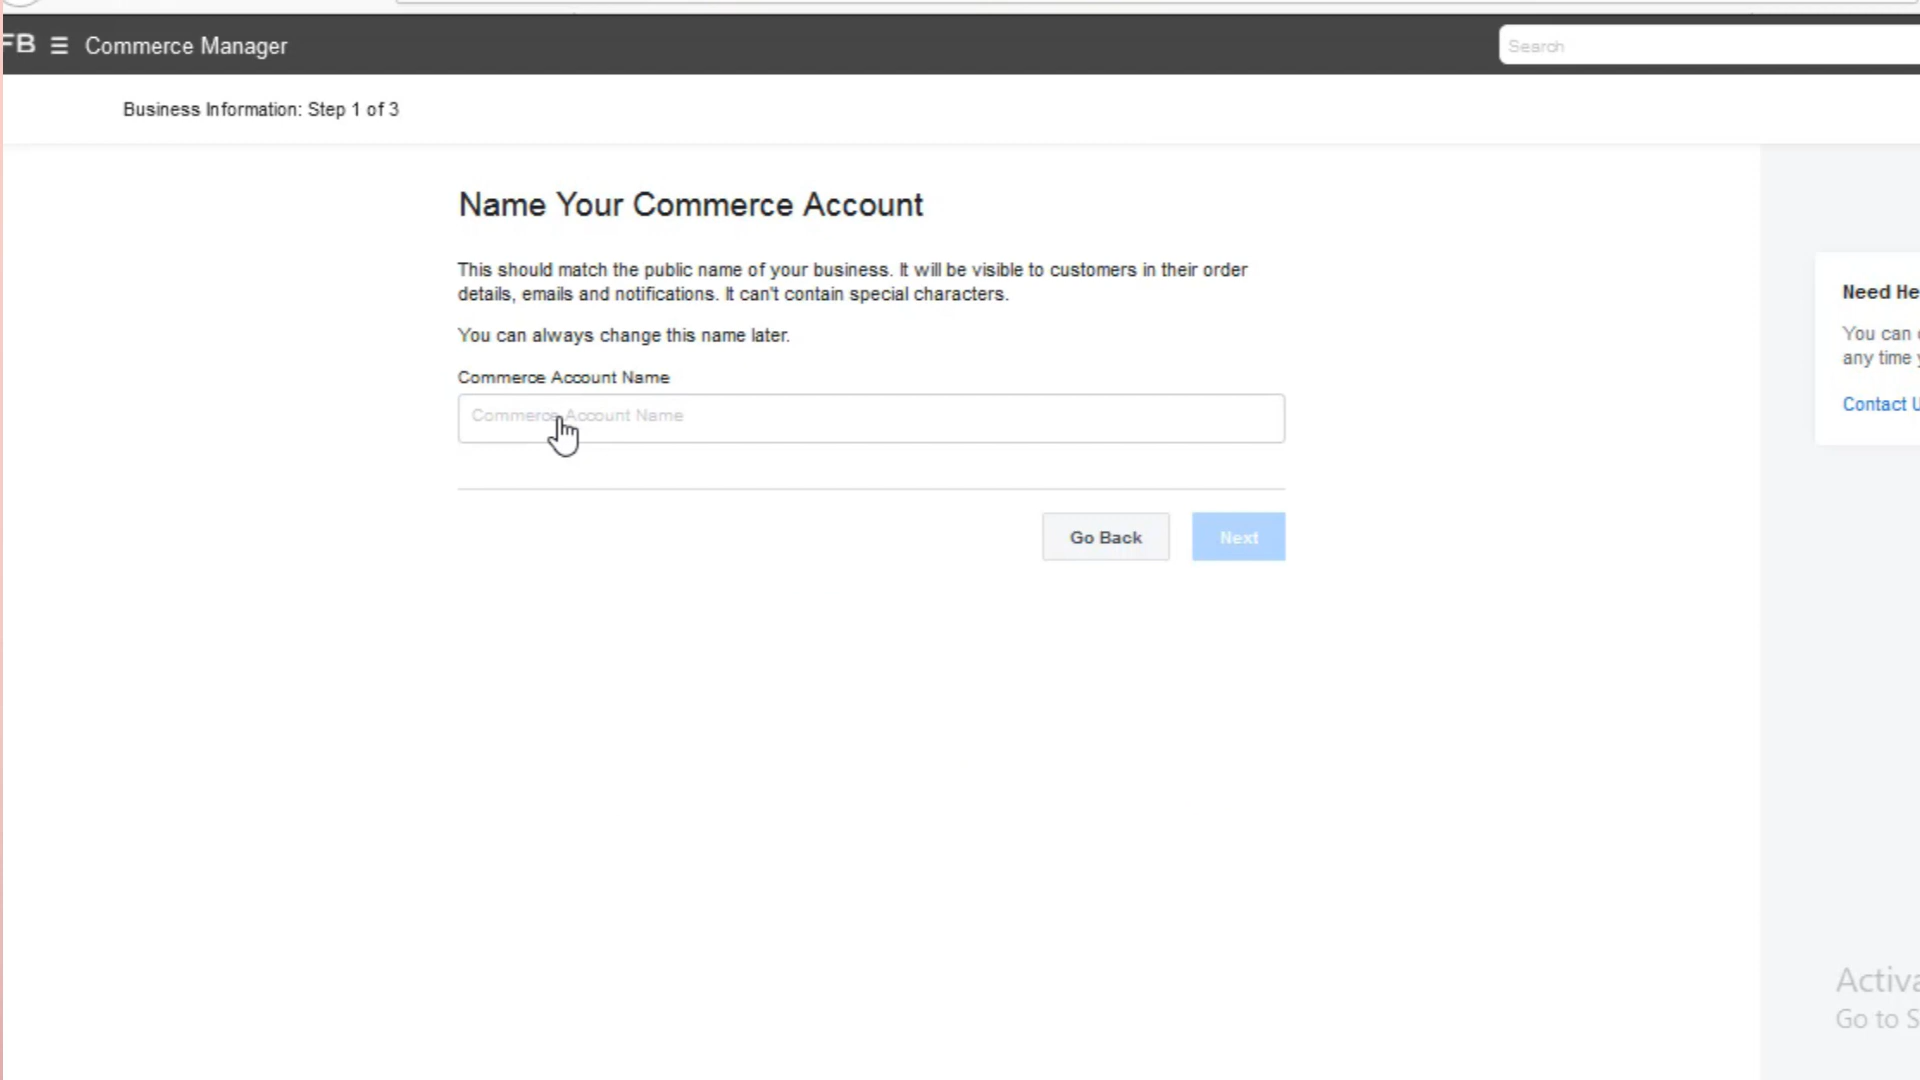 FB ☰ Commerce Manager
Search
Business Information: Step 1 of 3
Name Your Commerce Account
This should match the public name of your business. It will be visible to customers in their order
details, emails and notifications. It can't contain special characters.
You can always change this name later.
Commerce Account Name
Commerce Account Name
Go Back
Next
Need He
You can
any time
Contact U
Activa
Go to S